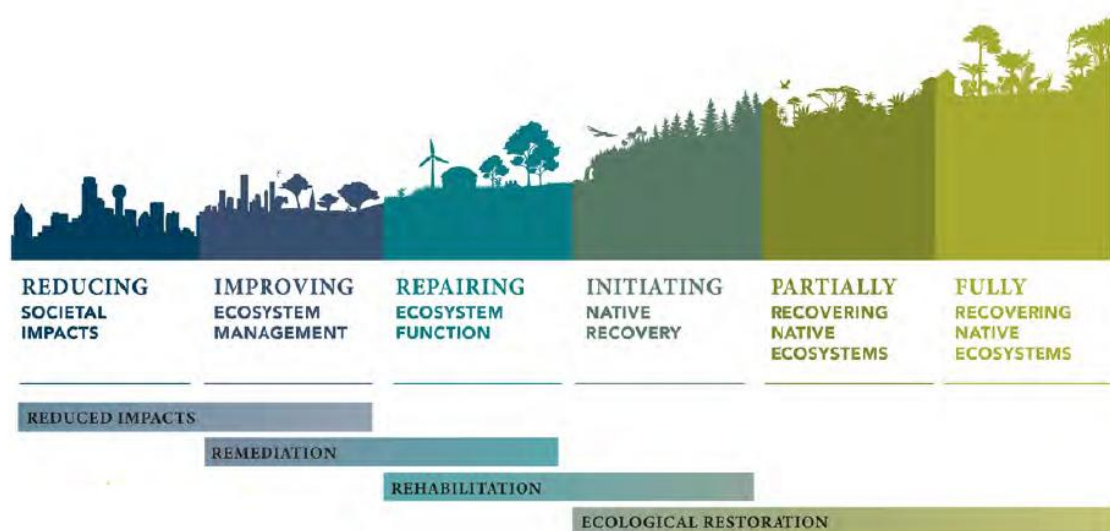 REDUCING
SOCIETAL
IMPACTS
IMPROVING
ECOSYSTEM
MANAGEMENT
REPAIRING
ECOSYSTEM
FUNCTION
INITIATING
NATIVE
RECOVERY
PARTIALLY
RECOVERING
NATIVE
ECOSYSTEMS
FULLY
RECOVERING
NATIVE
ECOSYSTEMS
REDUCED IMPACTS
REMEDIATION
REHABILITATION
ECOLOGICAL RESTORATION